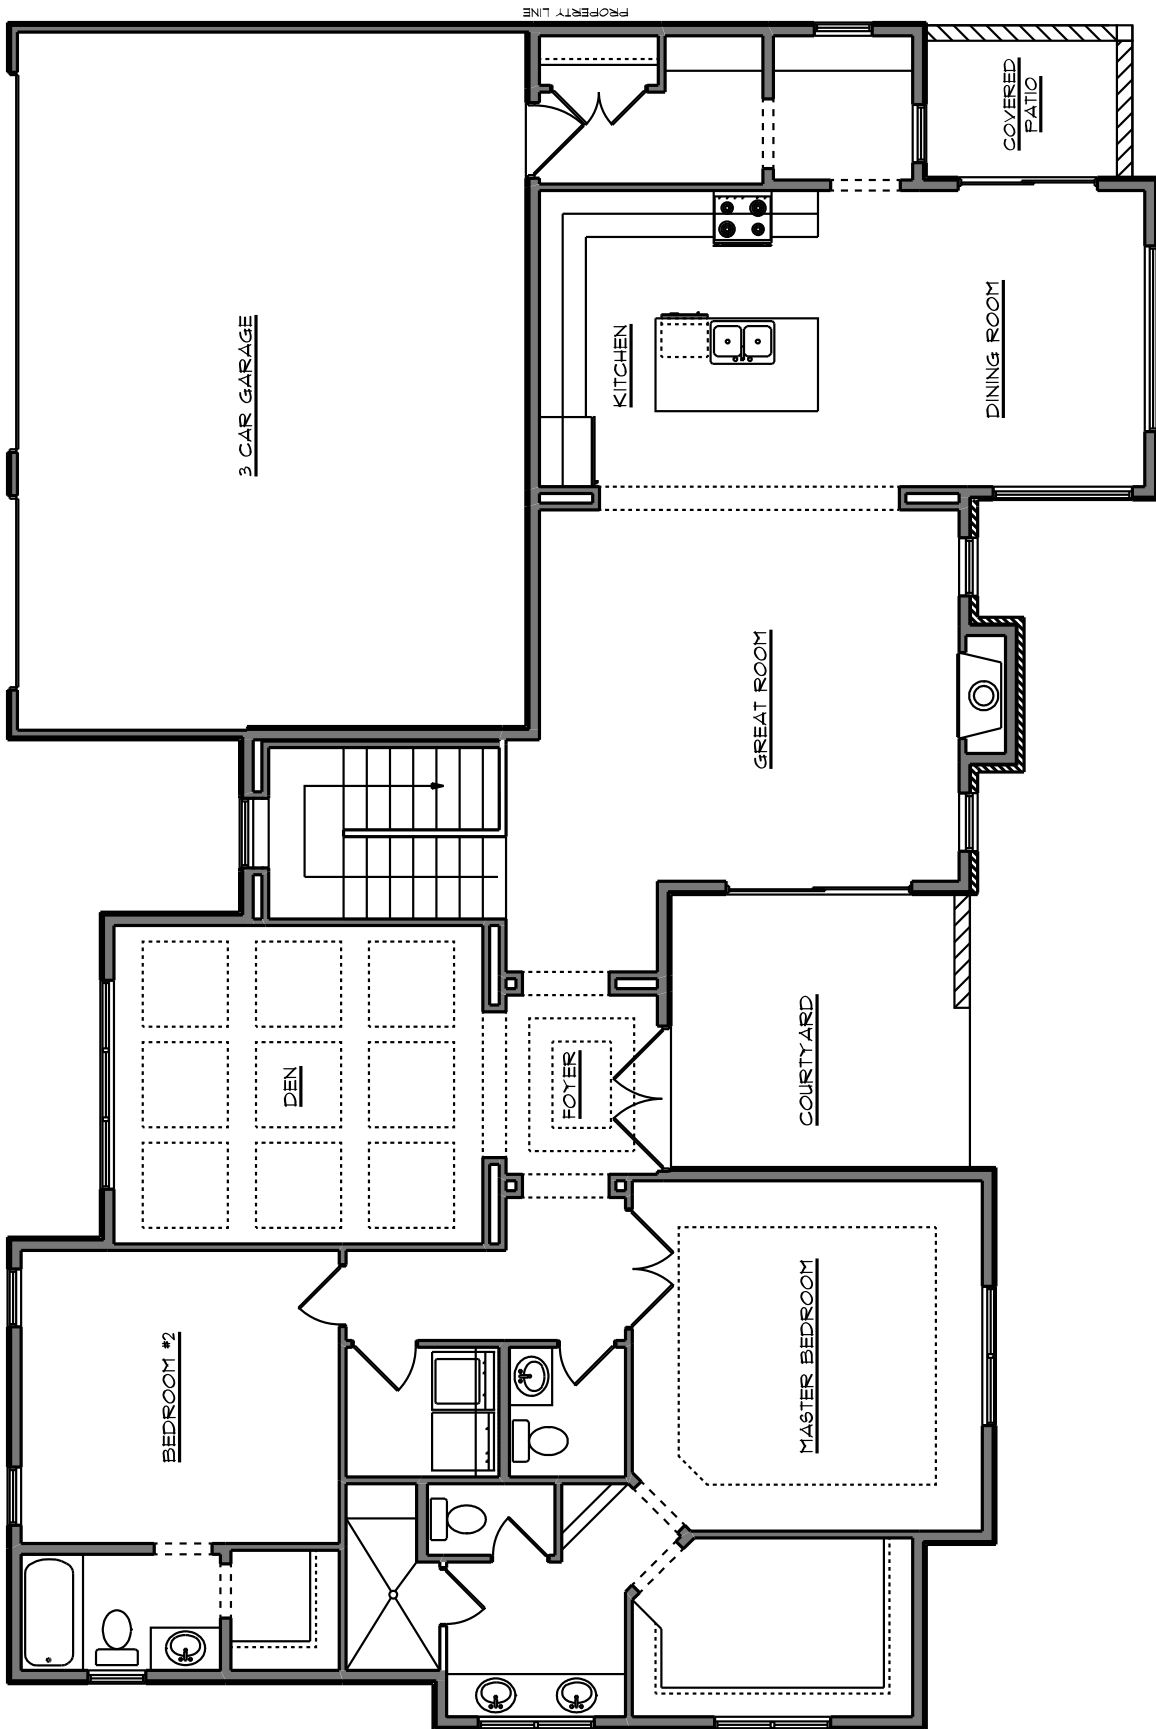 PROPERTY LINE
COVERED
PATIO
3 CAR GARAGE
KITCHEN
DINING ROOM
GREAT ROOM
DEN
FOYER
COURTYARD
BEDROOM #2
MASTER BEDROOM